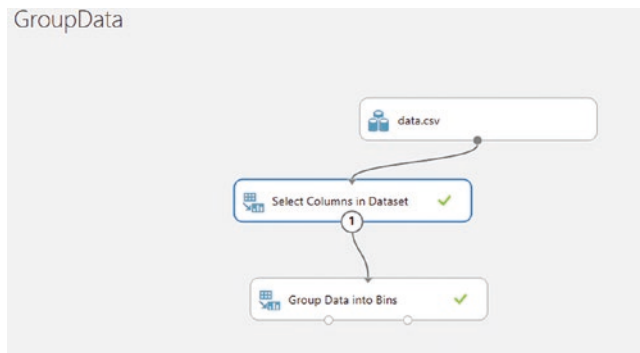 GroupData
data.csv
Select Columns in Dataset
1
Group Data into Bins